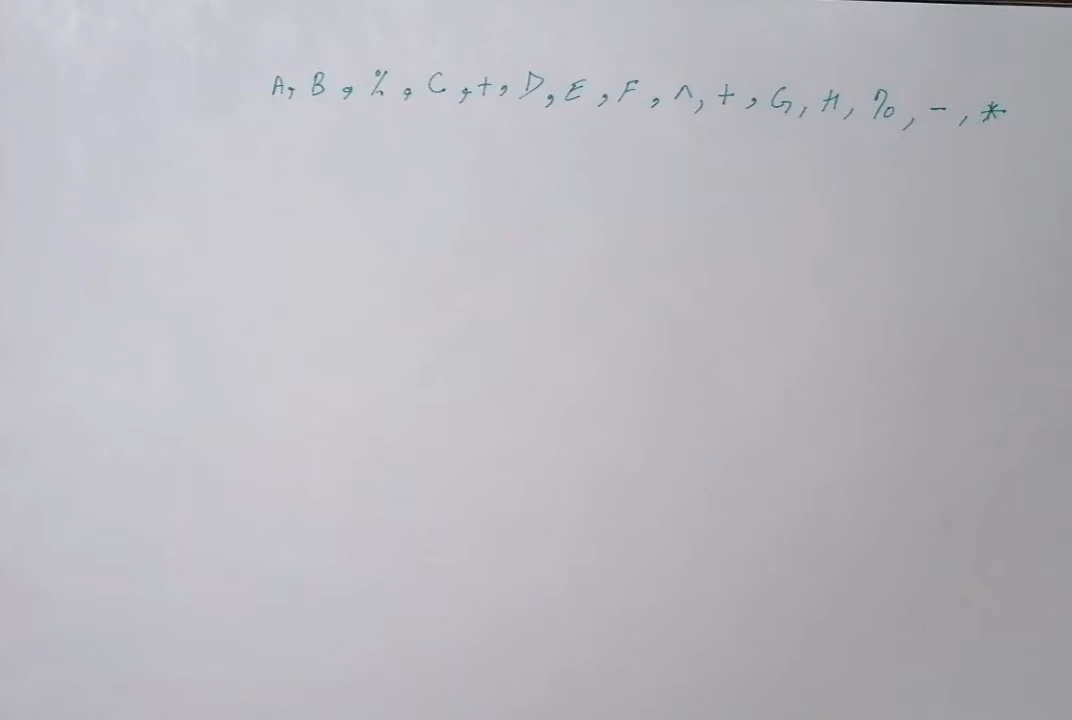 A, B, %, C, +, D, E, F, ^, +, G, H, %, -, *